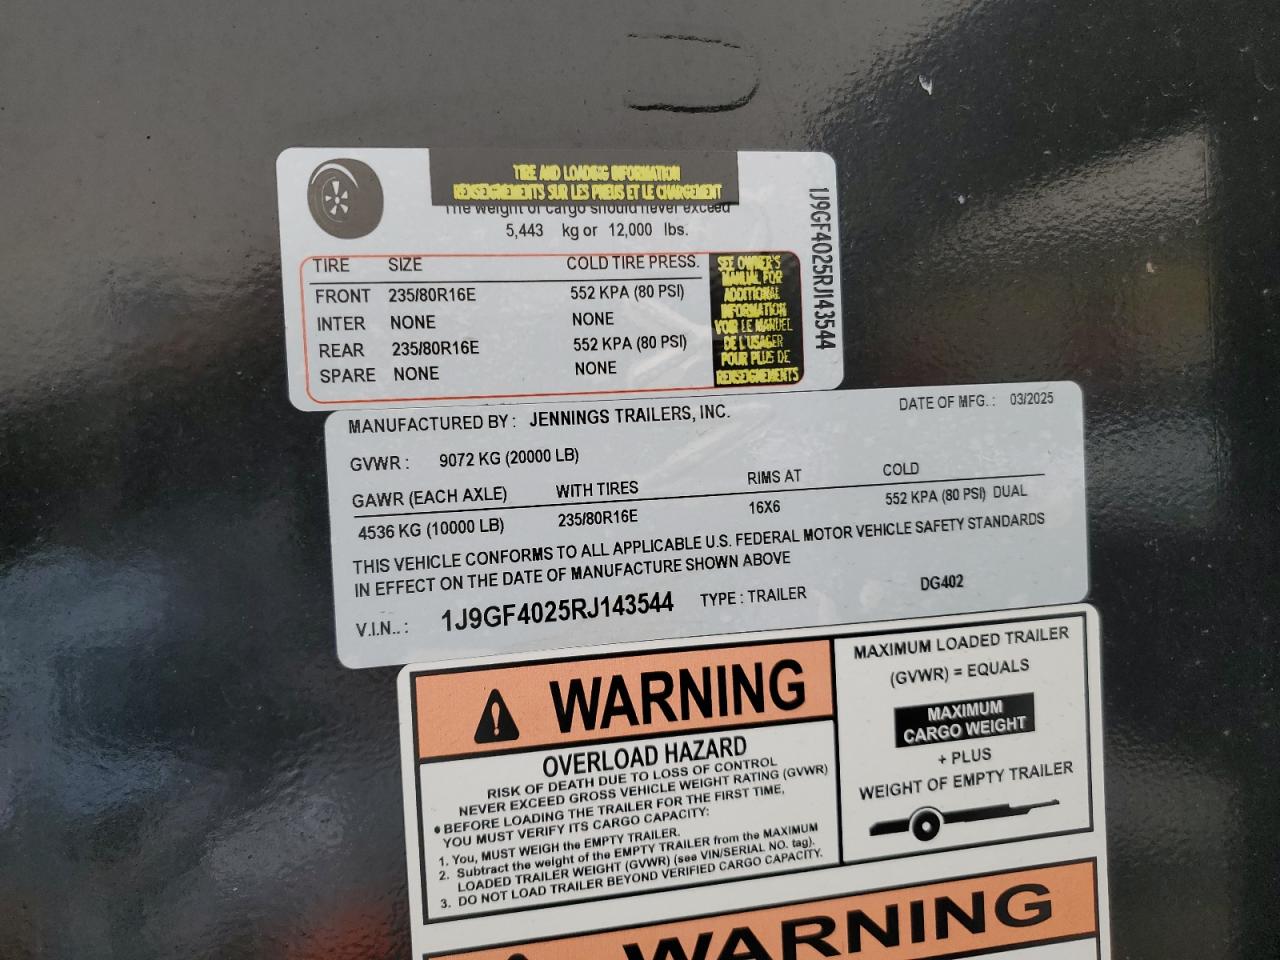 TIRE AND LOADING INFORMATION
RENSEIGNEMENTS SUR LES PNEUS ET LE CHARGEMENT
The weight of cargo should never exceed
5,443 kg or 12,000 lbs.
TIRE SIZE COLD TIRE PRESS.
FRONT 235/80R16E 552 KPA (80 PSI)
INTER NONE NONE
REAR 235/80R16E 552 KPA (80 PSI)
SPARE NONE NONE
SEE OWNER'S
MANUAL FOR
ADDITIONAL
INFORMATION
VOIR LE MANUEL
DE L'USAGER
POUR PLUS DE
RENSEIGNEMENTS
1J9GF4025RJ143544
MANUFACTURED BY : JENNINGS TRAILERS, INC. DATE OF MFG. : 03/2025
GVWR : 9072 KG (20000 LB)
GAWR (EACH AXLE) WITH TIRES RIMS AT COLD
4536 KG (10000 LB) 235/80R16E 16X6 552 KPA (80 PSI) DUAL
THIS VEHICLE CONFORMS TO ALL APPLICABLE U.S. FEDERAL MOTOR VEHICLE SAFETY STANDARDS
IN EFFECT ON THE DATE OF MANUFACTURE SHOWN ABOVE
V.I.N.. : 1J9GF4025RJ143544 TYPE : TRAILER DG402
WARNING
OVERLOAD HAZARD
RISK OF DEATH DUE TO LOSS OF CONTROL
NEVER EXCEED GROSS VEHICLE WEIGHT RATING (GVWR)
• BEFORE LOADING THE TRAILER FOR THE FIRST TIME,
YOU MUST VERIFY ITS CARGO CAPACITY:
1. You, MUST WEIGH the EMPTY TRAILER.
2. Subtract the weight of the EMPTY TRAILER from the MAXIMUM
LOADED TRAILER WEIGHT (GVWR) (see VIN/SERIAL NO. tag).
3. DO NOT LOAD TRAILER BEYOND VERIFIED CARGO CAPACITY.
MAXIMUM LOADED TRAILER
(GVWR) = EQUALS
MAXIMUM
CARGO WEIGHT
+ PLUS
WEIGHT OF EMPTY TRAILER
WARNING